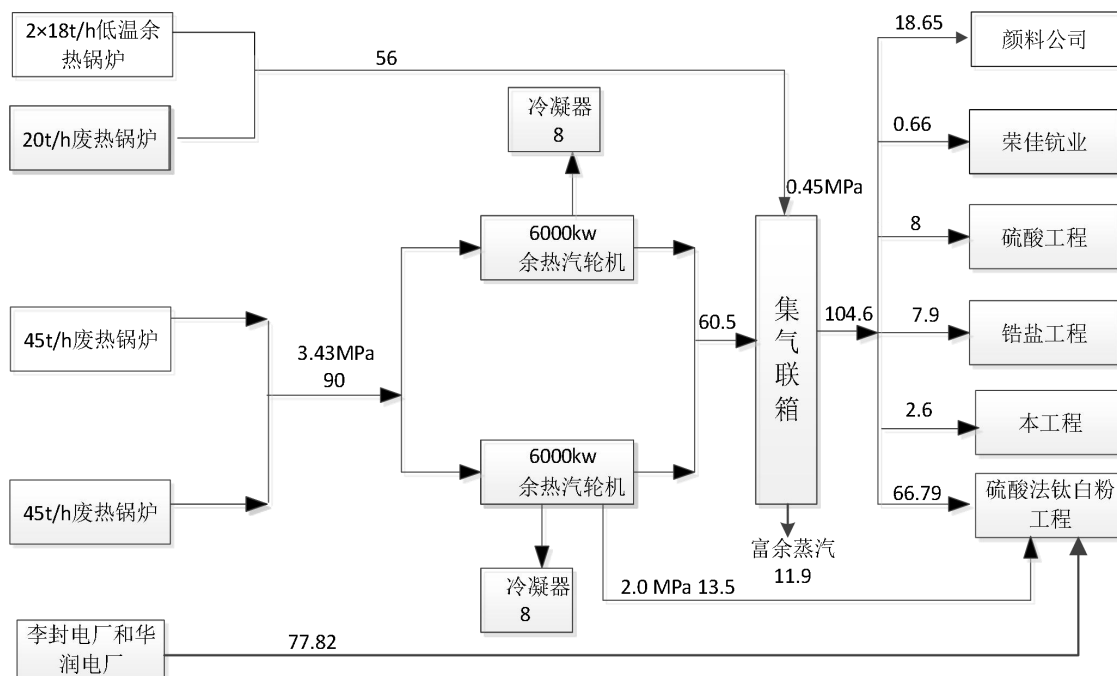 2×18t/h低温余
热锅炉
56
18.65
颜料公司
冷凝器
8
20t/h废热锅炉
0.66
荣佳钪业
0.45MPa
6000kw
余热汽轮机
8
硫酸工程
45t/h废热锅炉
3.43MPa
90
60.5
集
气
联
箱
104.6
7.9
锆盐工程
2.6
本工程
6000kw
余热汽轮机
45t/h废热锅炉
66.79
硫酸法钛白粉
工程
富余蒸汽
11.9
冷凝器
8
2.0 MPa 13.5
李封电厂和华
润电厂
77.82